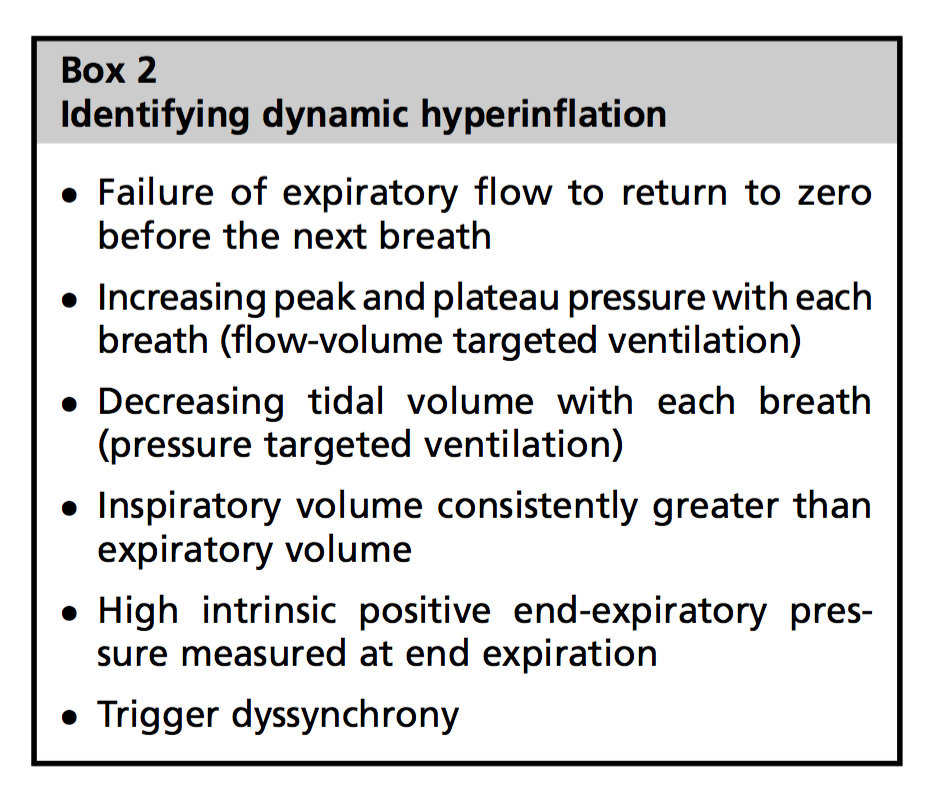 Box 2
Identifying dynamic hyperinflation
• Failure of expiratory flow to return to zero
before the next breath
• Increasing peak and plateau pressure with each
breath (flow-volume targeted ventilation)
• Decreasing tidal volume with each breath
(pressure targeted ventilation)
• Inspiratory volume consistently greater than
expiratory volume
• High intrinsic positive end-expiratory pres-
sure measured at end expiration
• Trigger dyssynchrony